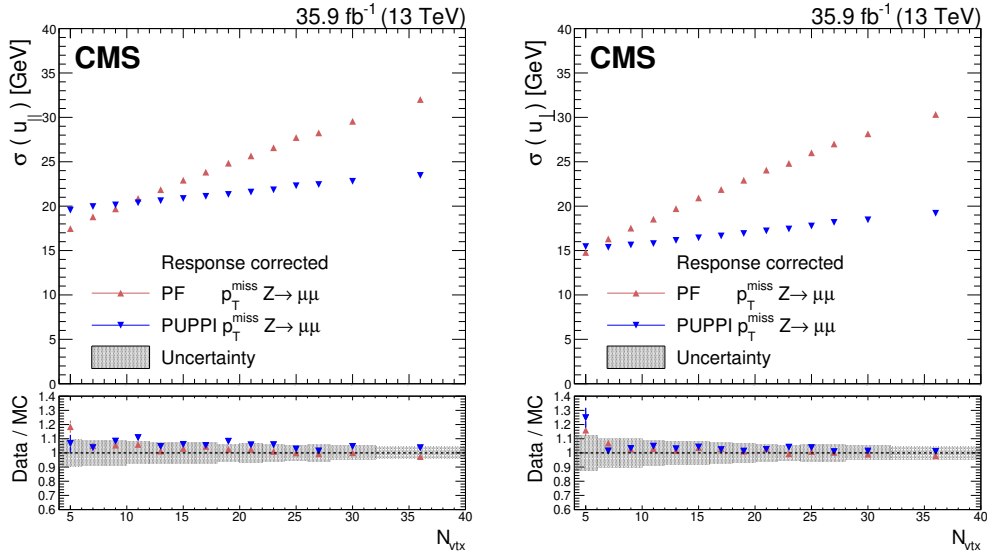 35.9 fb⁻¹ (13 TeV)
CMS
σ ( u∥ ) [GeV]
40
35
30
25
20
15
10
5
0
Response corrected
PF pTmiss Z→ μμ
PUPPI pTmiss Z→ μμ
Uncertainty
Data / MC
1.4
1.3
1.2
1.1
1
0.9
0.8
0.7
0.6
5 10 15 20 25 30 35 40
Nvtx
35.9 fb⁻¹ (13 TeV)
CMS
σ ( u⊥ ) [GeV]
40
35
30
25
20
15
10
5
0
Response corrected
PF pTmiss Z→ μμ
PUPPI pTmiss Z→ μμ
Uncertainty
Data / MC
1.4
1.3
1.2
1.1
1
0.9
0.8
0.7
0.6
5 10 15 20 25 30 35 40
Nvtx